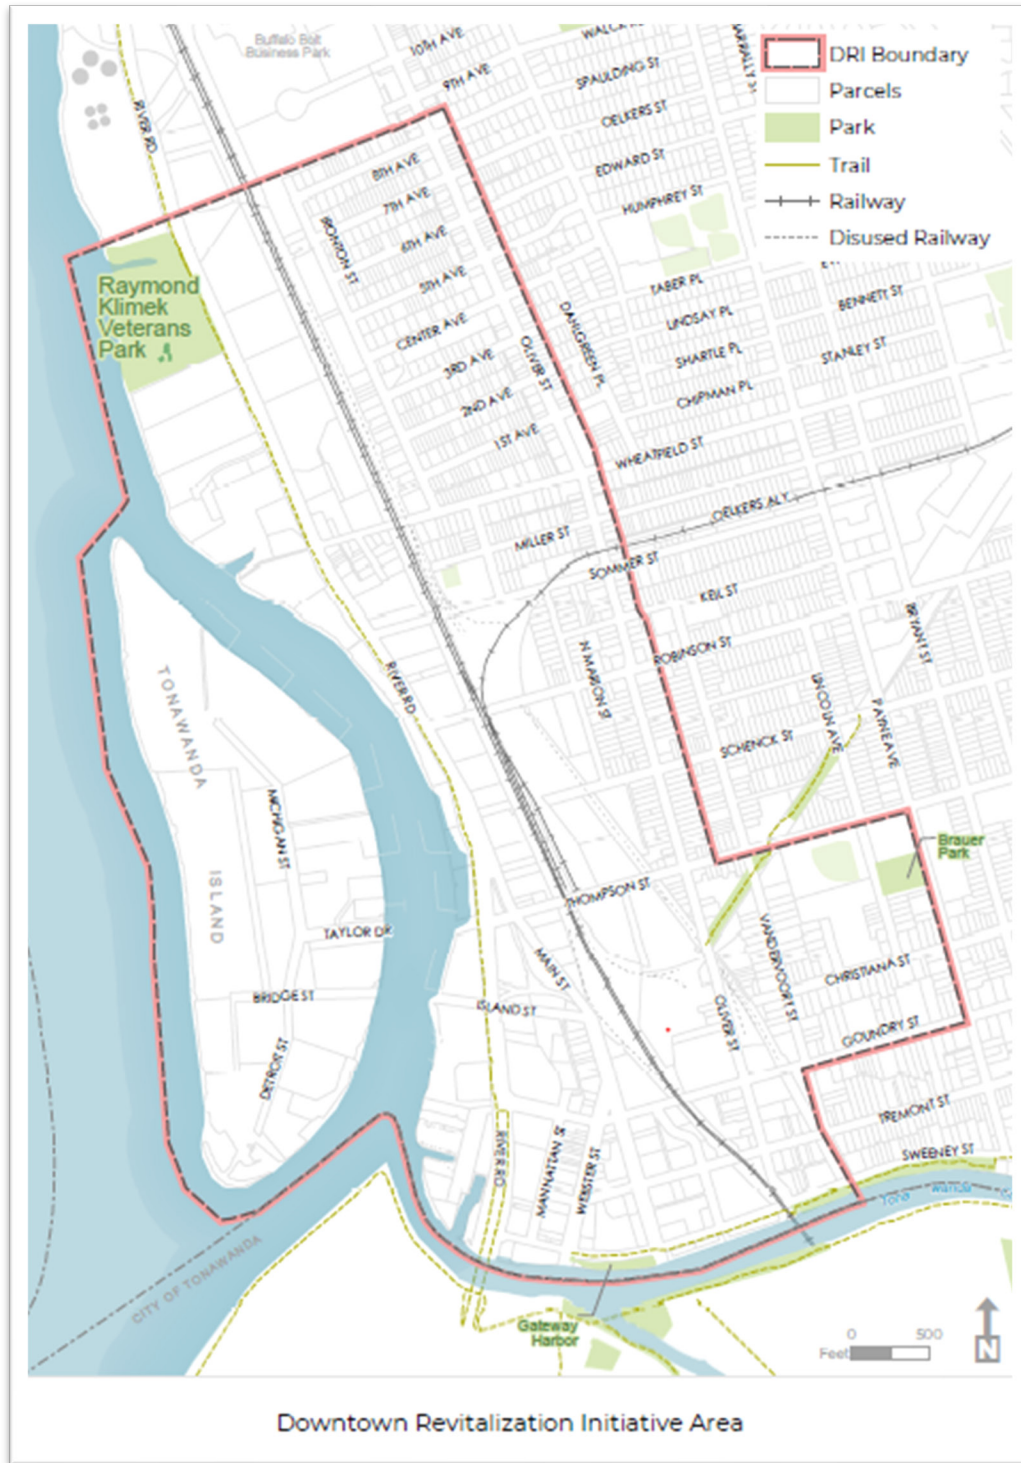 Buffalo Bolt
Business Park
10TH AVE
9TH AVE
SPAULDING ST
OELKERS ST
EDWARD ST
HUMPHREY ST
DRI Boundary
Parcels
Park
Trail
Railway
Disused Railway
RIVER RD
8TH AVE
7TH AVE
6TH AVE
5TH AVE
CENTER AVE
3RD AVE
2ND AVE
1ST AVE
BRONSON ST
OLIVER ST
DAHLGREEN PL
TABER PL
LINDSAY PL
SHARTLE PL
CHIPMAN PL
BENNETT ST
STANLEY ST
Raymond
Klimek
Veterans
Park
WHEATFIELD ST
OELKERS ALY
MILLER ST
SOMMER ST
KEIL ST
ROBINSON ST
N MARION ST
BRYANT ST
LINCOLN AVE
PAYNE AVE
SCHENCK ST
RIVER RD
TONAWANDA
ISLAND
MICHIGAN ST
TAYLOR DR
BRIDGE ST
DETROIT ST
THOMPSON ST
MAIN ST
ISLAND ST
OLIVER ST
VANDERVOORT ST
Brauer
Park
CHRISTIANA ST
GOUNDRY ST
TREMONT ST
SWEENEY ST
RIVER RD
MANHATTAN ST
WEBSTER ST
CITY OF TONAWANDA
Gateway
Harbor
0 500
Feet
N
Downtown Revitalization Initiative Area